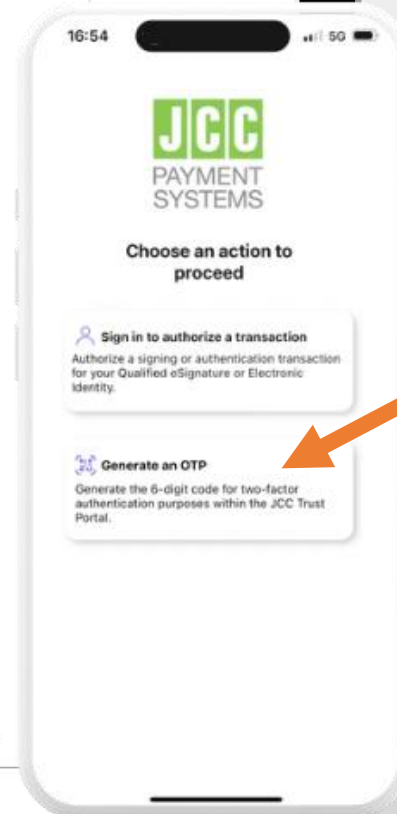 16:54
5G
JCC
PAYMENT
SYSTEMS
Choose an action to
proceed
Sign in to authorize a transaction
Authorize a signing or authentication transaction
for your Qualified eSignature or Electronic
Identity.
Generate an OTP
Generate the 6-digit code for two-factor
authentication purposes within the JCC Trust
Portal.